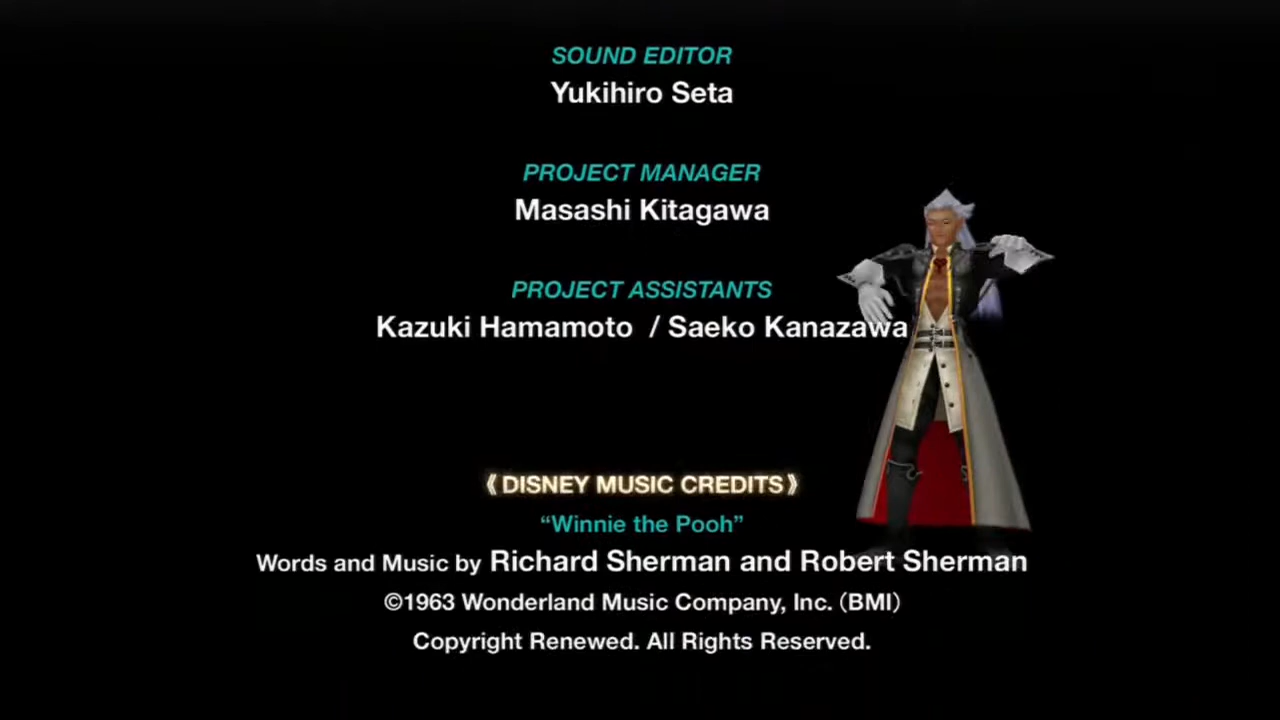 SOUND EDITOR
Yukihiro Seta
PROJECT MANAGER
Masashi Kitagawa
PROJECT ASSISTANTS
Kazuki Hamamoto / Saeko Kanazawa
《DISNEY MUSIC CREDITS》
“Winnie the Pooh”
Words and Music by Richard Sherman and Robert Sherman
©1963 Wonderland Music Company, Inc. (BMI)
Copyright Renewed. All Rights Reserved.